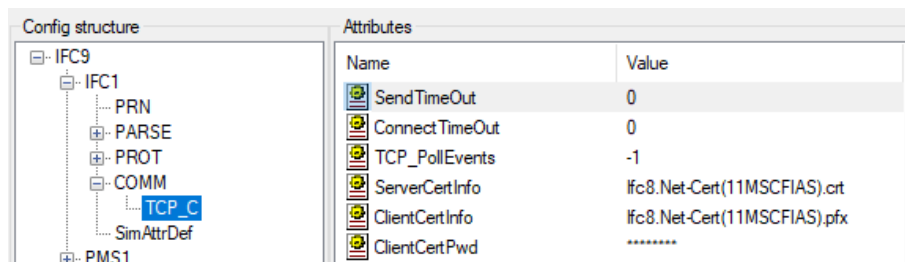 Config structure
IFC9
IFC1
PRN
PARSE
PROT
COMM
TCP_C
SimAttrDef
PMS1
Attributes
Name Value
SendTimeOut 0
ConnectTimeOut 0
TCP_PollEvents -1
ServerCertInfo Ifc8.Net-Cert(11MSCFIAS).crt
ClientCertInfo Ifc8.Net-Cert(11MSCFIAS).pfx
ClientCertPwd ********